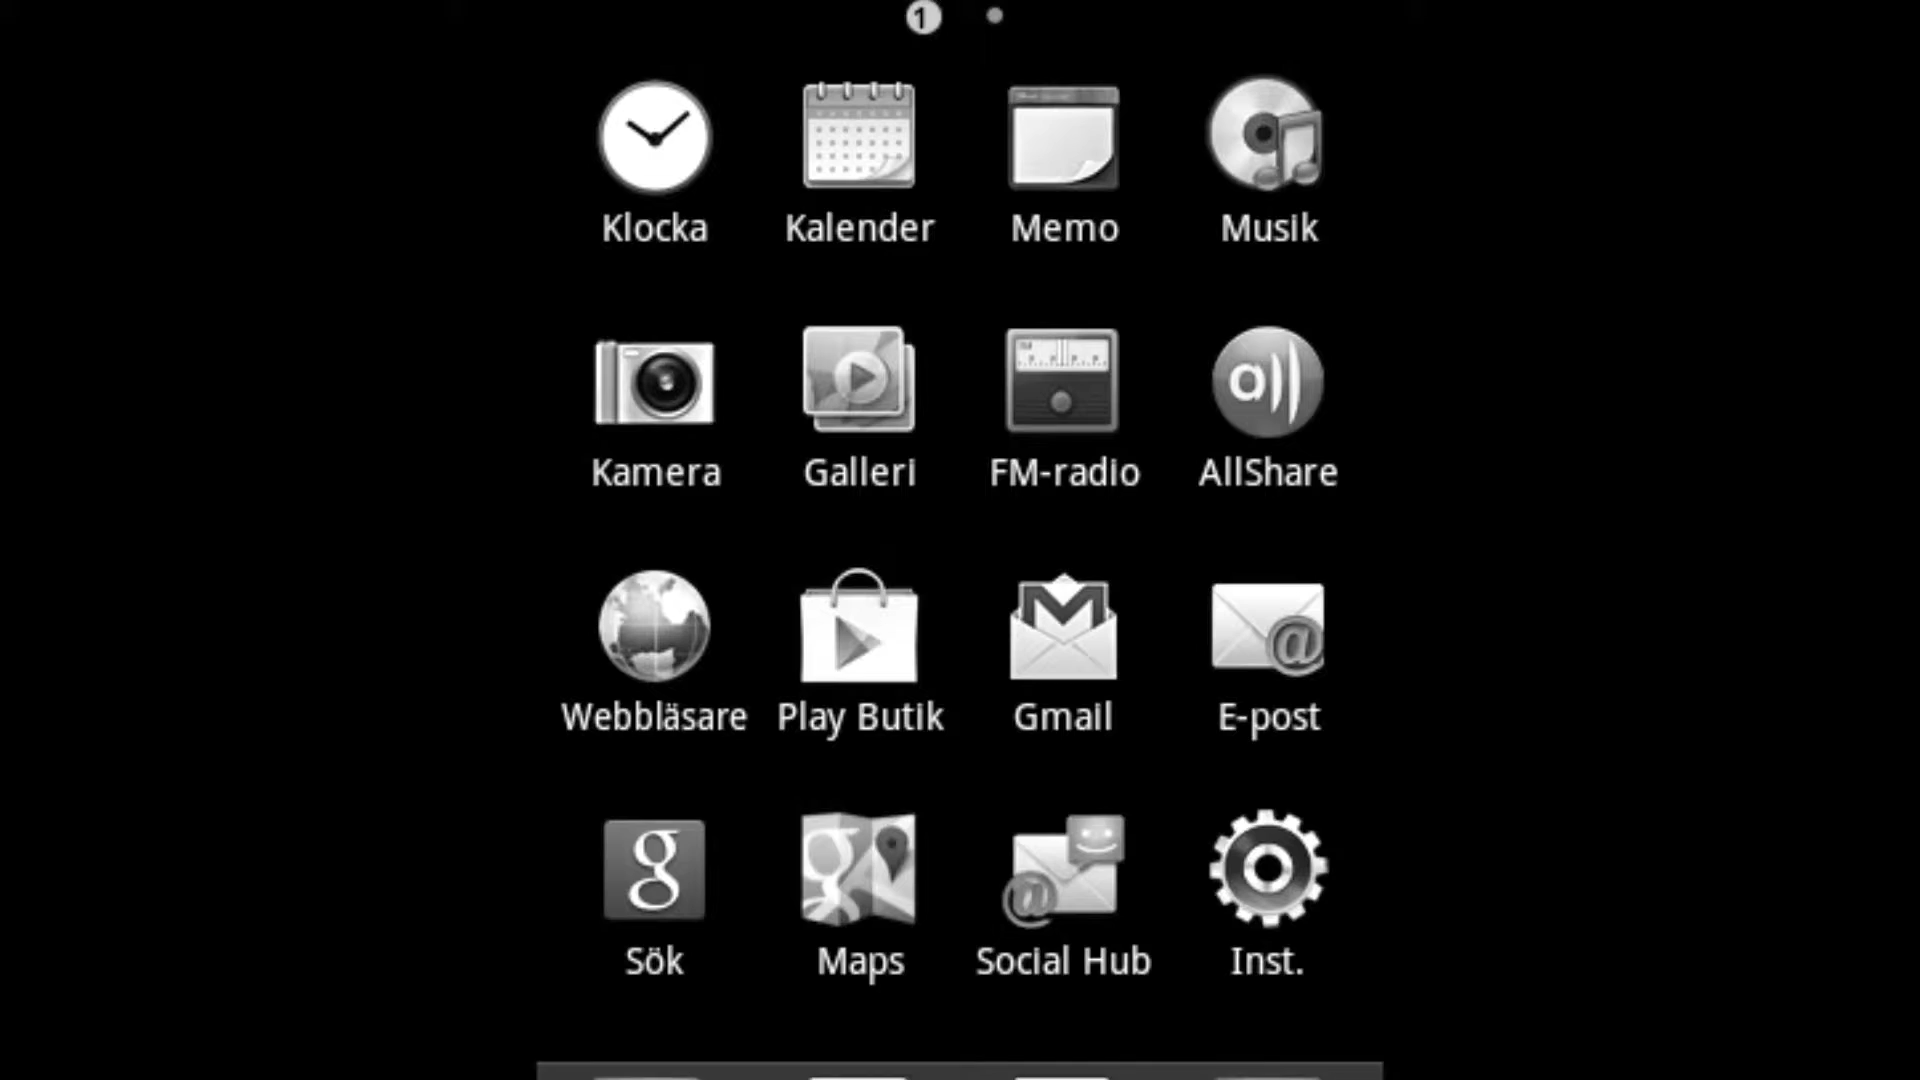 1
Klocka Kalender Memo Musik
all
Kamera Galleri FM-radio AllShare
M
@
Webbläsare Play Butik Gmail E-post
g g @
Sök Maps Social Hub Inst.